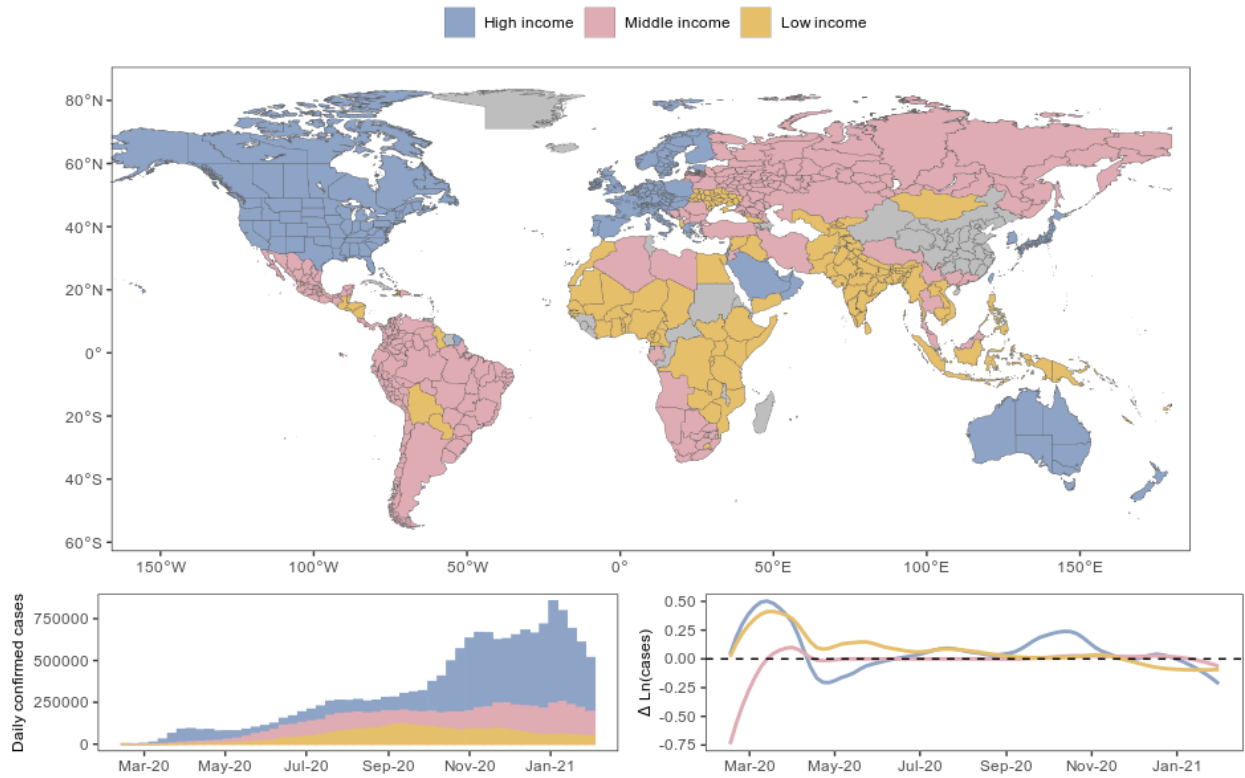 High income Middle income Low income
80°N
60°N
40°N
20°N
0°
20°S
40°S
60°S
150°W 100°W 50°W 0° 50°E 100°E 150°E
Daily confirmed cases
750000
500000
250000
0
Mar-20 May-20 Jul-20 Sep-20 Nov-20 Jan-21
Δ Ln(cases)
0.50
0.25
0.00
-0.25
-0.50
-0.75
Mar-20 May-20 Jul-20 Sep-20 Nov-20 Jan-21